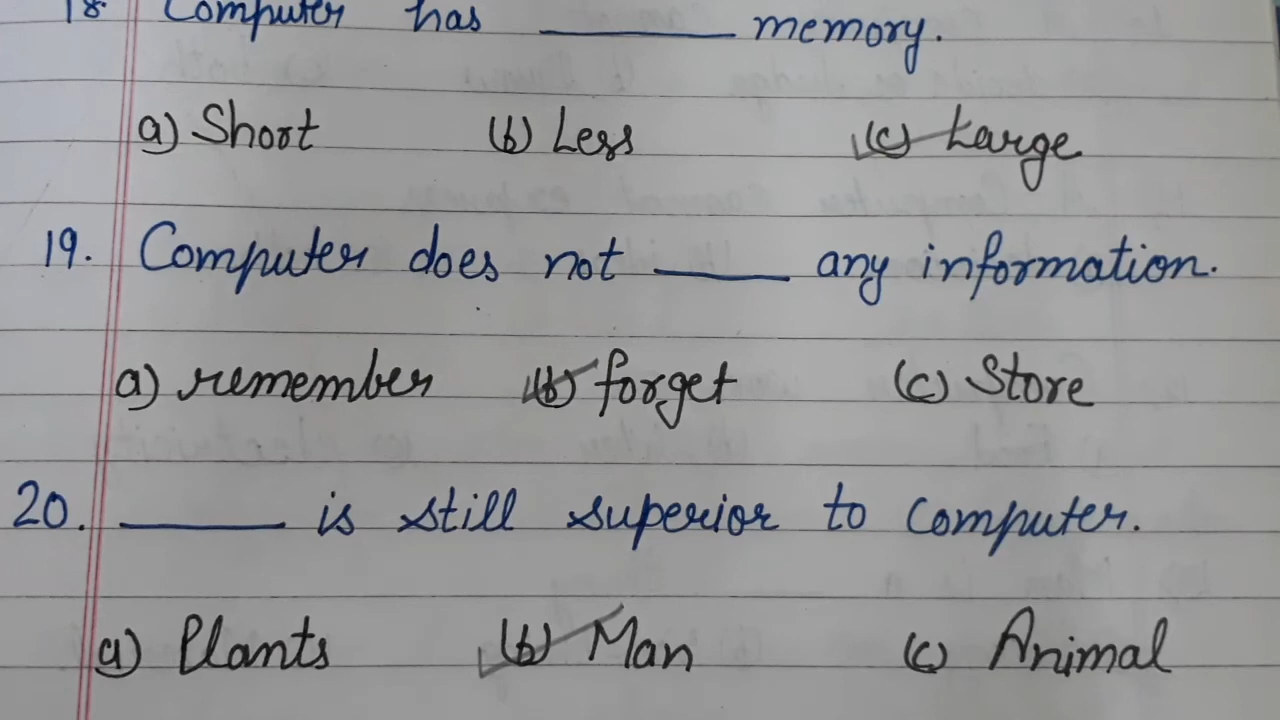 18. Computer has ______ memory.
a) Short (b) Less (c) Large
19. Computer does not ______ any information.
a) remember (b) forget (c) Store
20. ______ is still superior to Computer.
a) Plants (b) Man (c) Animal